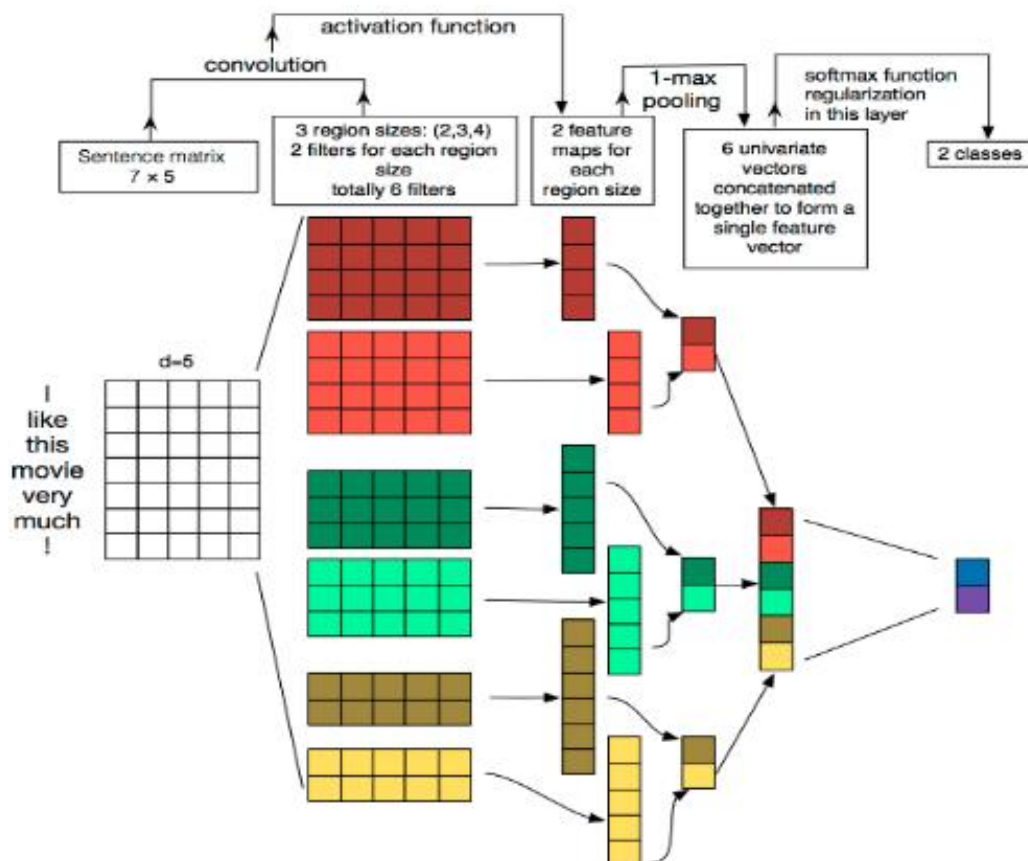 activation function
convolution
1-max
pooling
softmax function
regularization
in this layer
Sentence matrix
7 × 5
3 region sizes: (2,3,4)
2 filters for each region
size
totally 6 filters
2 feature
maps for
each
region size
6 univariate
vectors
concatenated
together to form a
single feature
vector
2 classes
d=5
I
like
this
movie
very
much
!